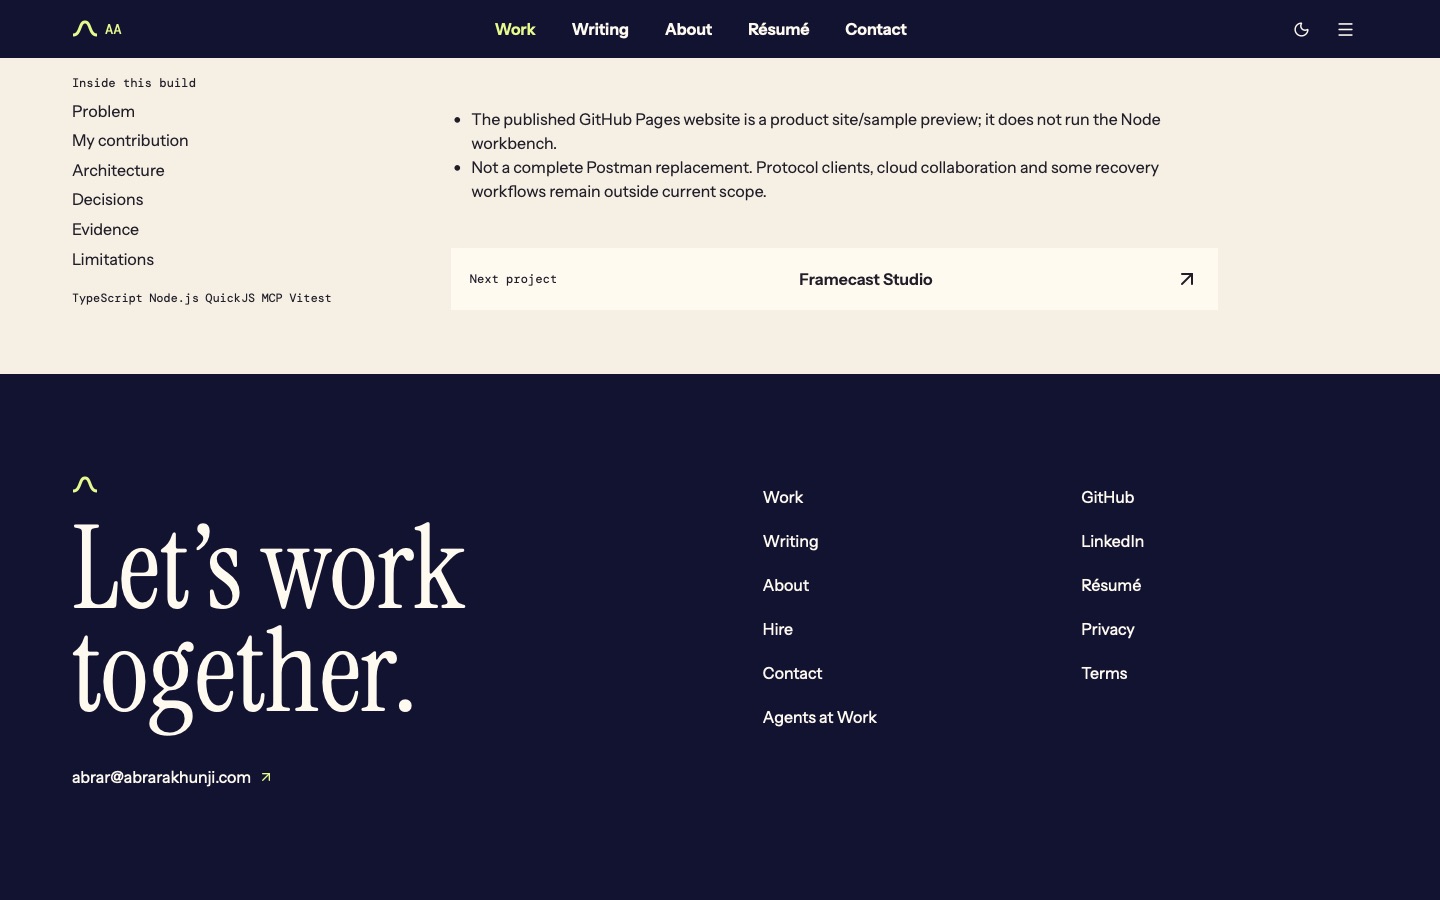 AA
Work
Writing
About
Résumé
Contact
Inside this build
Problem
My contribution
Architecture
Decisions
Evidence
Limitations
TypeScript Node.js QuickJS MCP Vitest
The published GitHub Pages website is a product site/sample preview; it does not run the Node
workbench.
Not a complete Postman replacement. Protocol clients, cloud collaboration and some recovery
workflows remain outside current scope.
Next project
Framecast Studio
Let’s work
together.
abrar@abrarakhunji.com
Work
Writing
About
Hire
Contact
Agents at Work
GitHub
LinkedIn
Résumé
Privacy
Terms